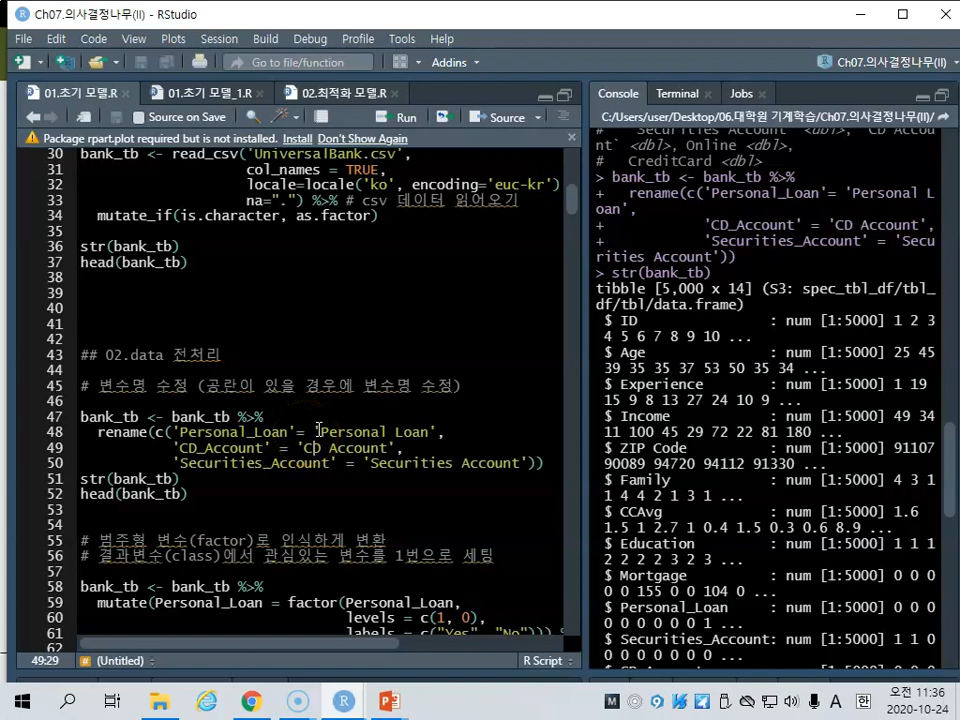 Ch07.의사결정나무(II) - RStudio
File Edit Code View Plots Session Build Debug Profile Tools Help
Go to file/function Addins Ch07.의사결정나무(II)
01.초기 모델.R 01.초기 모델_1.R 02.최적화 모델.R
Source on Save Run Source
Package rpart.plot required but is not installed. Install Don't Show Again
30 bank_tb <- read_csv('UniversalBank.csv',
31 col_names = TRUE,
32 locale=locale('ko', encoding='euc-kr')
33 na=".") %>% # csv 데이터 읽어오기
34 mutate_if(is.character, as.factor)
35
36 str(bank_tb)
37 head(bank_tb)
38
39
40
41
42
43 ## 02.data 전처리
44
45 # 변수명 수정 (공란이 있을 경우에 변수명 수정)
46
47 bank_tb <- bank_tb %>%
48 rename(c('Personal_Loan'= 'Personal Loan',
49 'CD_Account' = 'CD Account',
50 'Securities_Account' = 'Securities Account'))
51 str(bank_tb)
52 head(bank_tb)
53
54
55 # 범주형 변수(factor)로 인식하게 변환
56 # 결과변수(class)에서 관심있는 변수를 1번으로 세팅
57
58 bank_tb <- bank_tb %>%
59 mutate(Personal_Loan = factor(Personal_Loan,
60 levels = c(1, 0),
61 labels = c("Yes", "No")))
62
49:29 (Untitled) R Script
Console Terminal Jobs
C:/Users/user/Desktop/06.대학원 기계학습/Ch07.의사결정나무(II)/
# `Securities Account` <dbl>, `CD Accou
nt` <dbl>, Online <dbl>,
# CreditCard <dbl>
> bank_tb <- bank_tb %>%
+ rename(c('Personal_Loan'= 'Personal L
oan',
+ 'CD_Account' = 'CD Account',
+ 'Securities_Account' = 'Secu
rities Account'))
> str(bank_tb)
tibble [5,000 x 14] (S3: spec_tbl_df/tbl_
df/tbl/data.frame)
$ ID : num [1:5000] 1 2 3
4 5 6 7 8 9 10 ...
$ Age : num [1:5000] 25 45
39 35 35 37 53 50 35 34 ...
$ Experience : num [1:5000] 1 19
15 9 8 13 27 24 10 9 ...
$ Income : num [1:5000] 49 34
11 100 45 29 72 22 81 180 ...
$ ZIP Code : num [1:5000] 91107
90089 94720 94112 91330 ...
$ Family : num [1:5000] 4 3 1
1 4 4 2 1 3 1 ...
$ CCAvg : num [1:5000] 1.6
1.5 1 2.7 1 0.4 1.5 0.3 0.6 8.9 ...
$ Education : num [1:5000] 1 1 1
2 2 2 2 3 2 3 ...
$ Mortgage : num [1:5000] 0 0 0
0 0 155 0 0 104 0 ...
$ Personal_Loan : num [1:5000] 0 0 0
0 0 0 0 0 0 1 ...
$ Securities_Account: num [1:5000] 1 1 0
0 0 0 0 0 0 0 ...
A 한 오전 11:36
2020-10-24